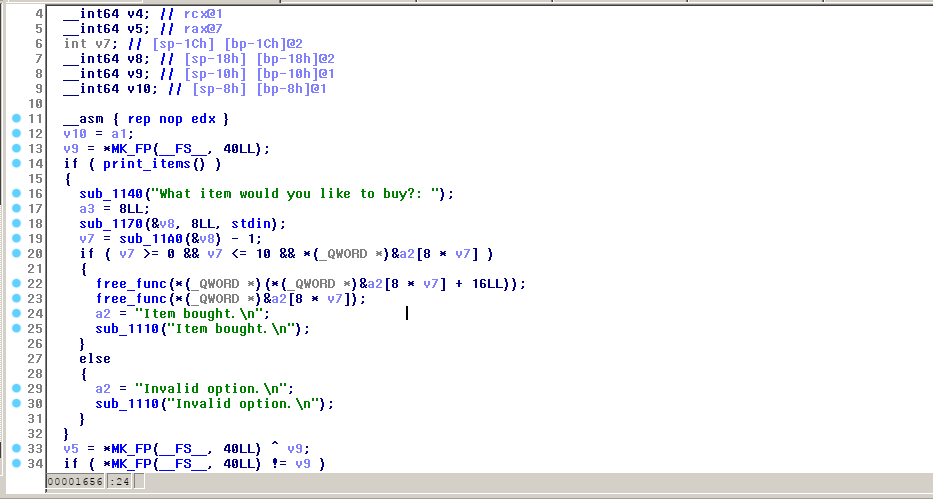 4 __int64 v4; // rcx@1
5 __int64 v5; // rax@7
6 int v7; // [sp-1Ch] [bp-1Ch]@2
7 __int64 v8; // [sp-18h] [bp-18h]@2
8 __int64 v9; // [sp-10h] [bp-10h]@1
9 __int64 v10; // [sp-8h] [bp-8h]@1
10
11 __asm { rep nop edx }
12 v10 = a1;
13 v9 = *MK_FP(__FS__, 40LL);
14 if ( print_items() )
15 {
16 sub_1140("What item would you like to buy?: ");
17 a3 = 8LL;
18 sub_1170(&v8, 8LL, stdin);
19 v7 = sub_11A0(&v8) - 1;
20 if ( v7 >= 0 && v7 <= 10 && *(_QWORD *)&a2[8 * v7] )
21 {
22 free_func(*(_QWORD *)(*(_QWORD *)&a2[8 * v7] + 16LL));
23 free_func(*(_QWORD *)&a2[8 * v7]);
24 a2 = "Item bought.\n";
25 sub_1110("Item bought.\n");
26 }
27 else
28 {
29 a2 = "Invalid option.\n";
30 sub_1110("Invalid option.\n");
31 }
32 }
33 v5 = *MK_FP(__FS__, 40LL) ^ v9;
34 if ( *MK_FP(__FS__, 40LL) != v9 )
00001656 :24